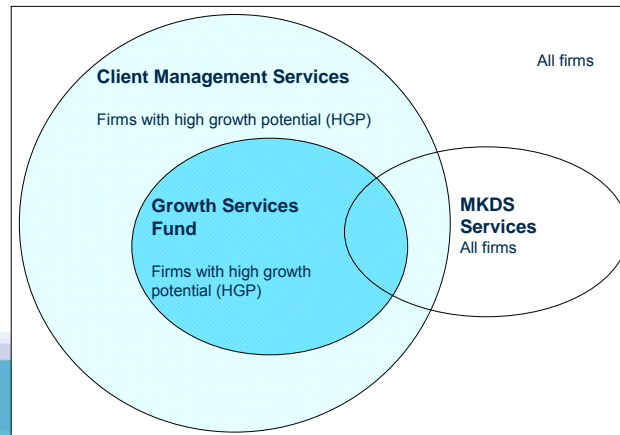 All firms
Client Management Services
Firms with high growth potential (HGP)
Growth Services
Fund
Firms with high growth
potential (HGP)
MKDS
Services
All firms